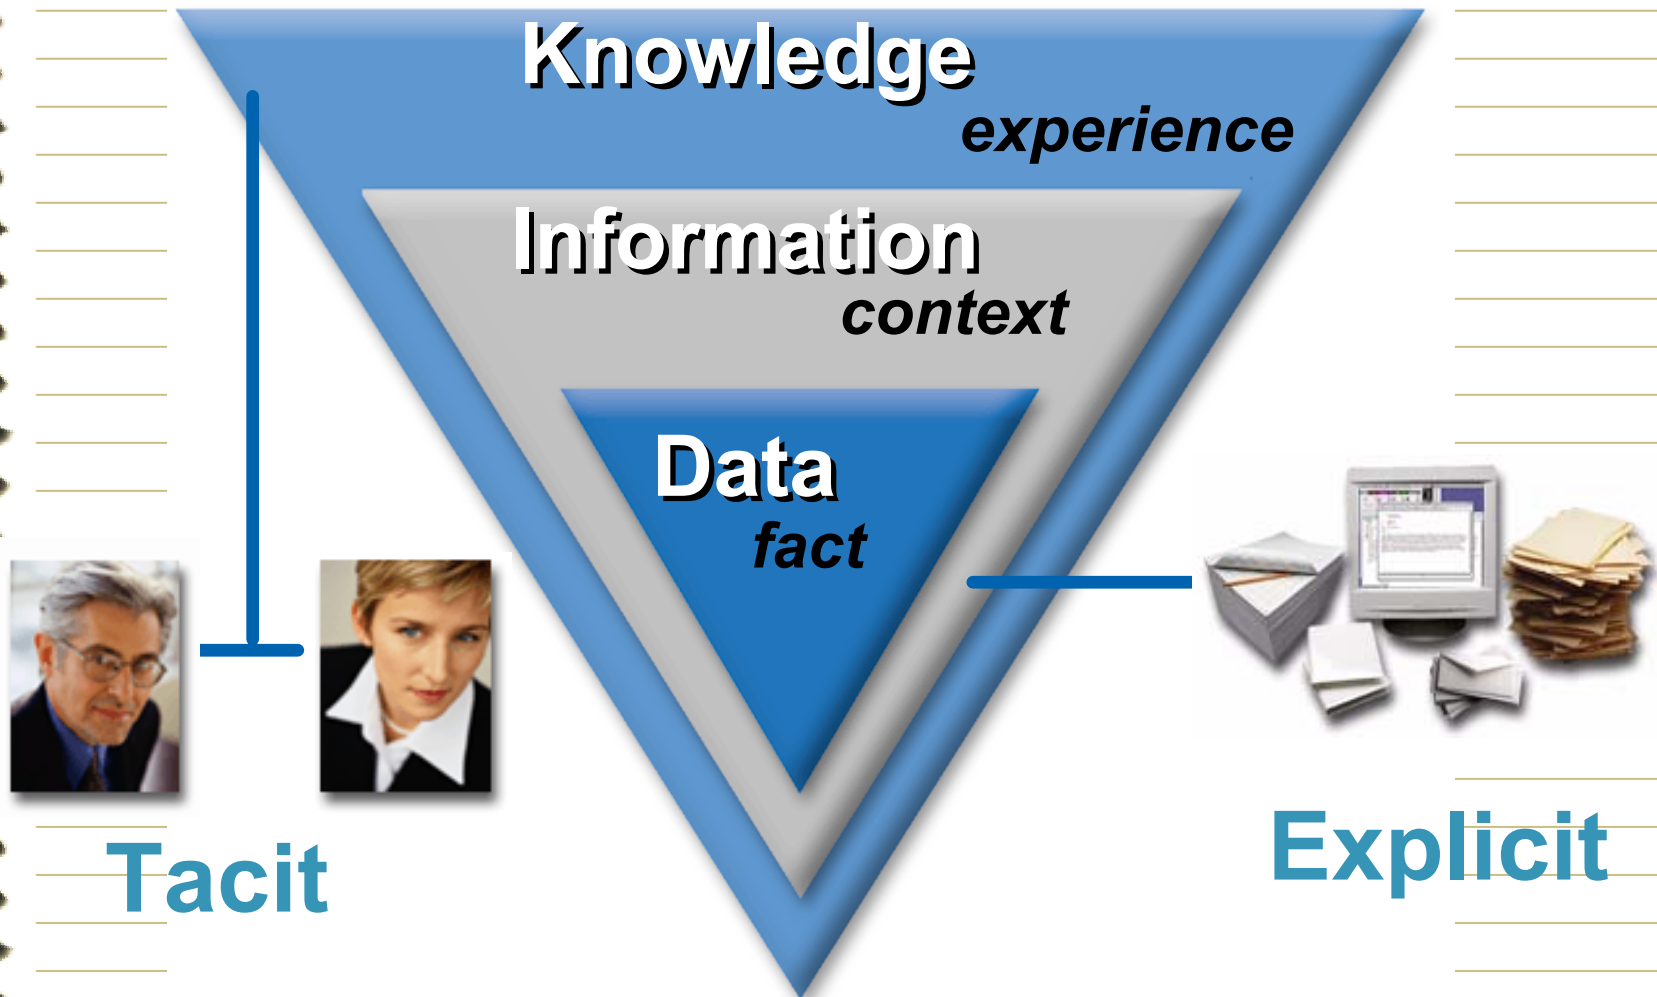 Knowledge
experience
Information
context
Data
fact
Tacit
Explicit